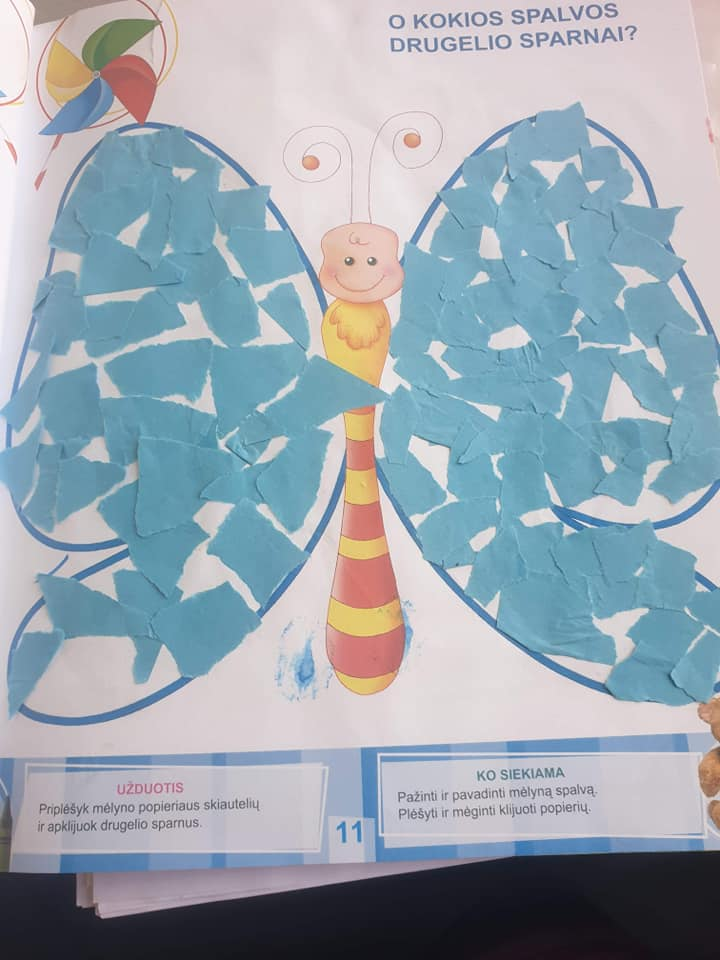 O KOKIOS SPALVOS
DRUGELIO SPARNAI?
UŽDUOTIS
Priplėšyk mėlyno popieriaus skiautelių
ir apklijuok drugelio sparnus.
11
KO SIEKIAMA
Pažinti ir pavadinti mėlyną spalvą.
Plėšyti ir mėginti klijuoti popierių.